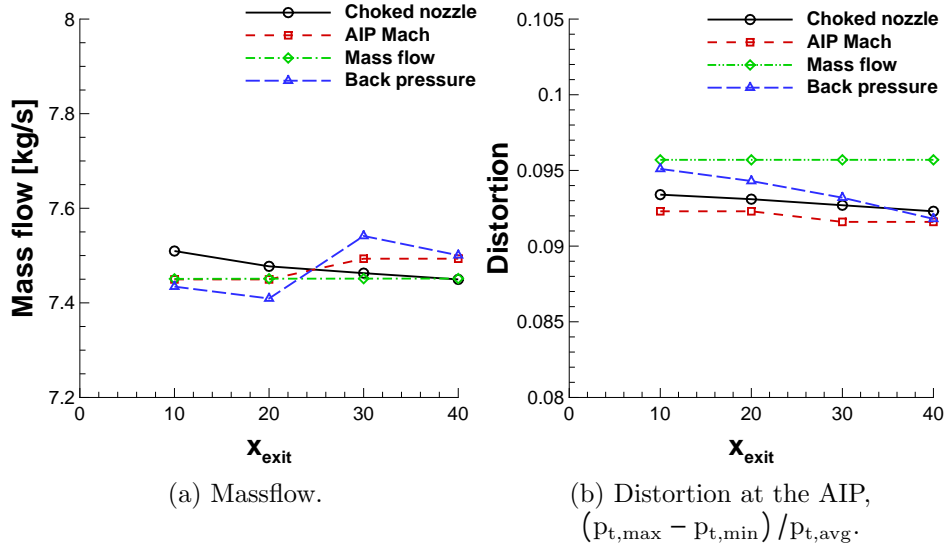 Choked nozzle
AIP Mach
Mass flow
Back pressure
8
7.8
7.6
7.4
7.2
Mass flow [kg/s]
0 10 20 30 40
x_exit
(a) Massflow.
Choked nozzle
AIP Mach
Mass flow
Back pressure
0.105
0.1
0.095
0.09
0.085
0.08
Distortion
0 10 20 30 40
x_exit
(b) Distortion at the AIP,
(p_t,max − p_t,min) /p_t,avg.